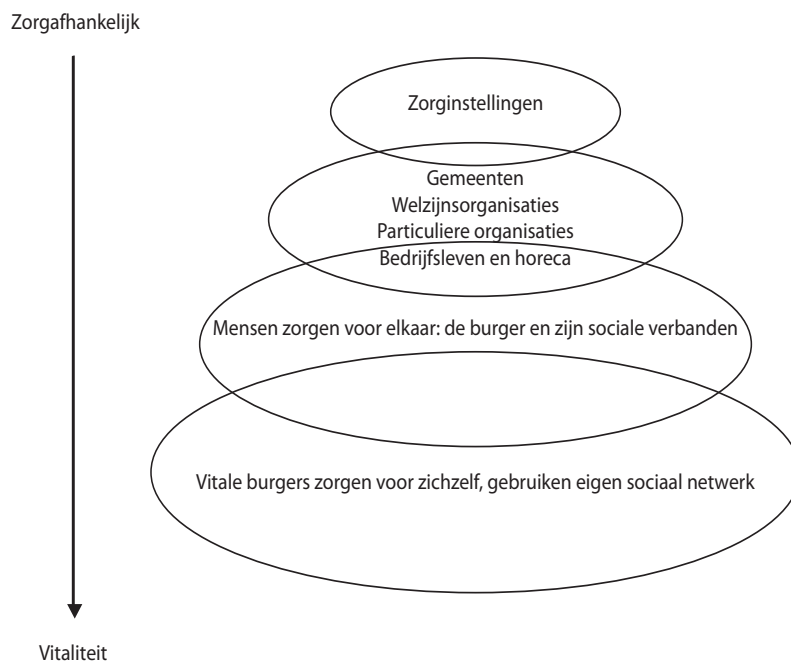 Zorgafhankelijk
Zorginstellingen
Gemeenten
Welzijnsorganisaties
Particuliere organisaties
Bedrijfsleven en horeca
Mensen zorgen voor elkaar: de burger en zijn sociale verbanden
Vitale burgers zorgen voor zichzelf, gebruiken eigen sociaal netwerk
Vitaliteit